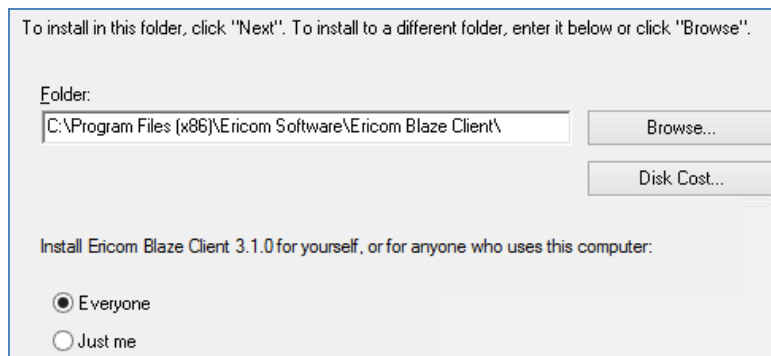 To install in this folder, click "Next". To install to a different folder, enter it below or click "Browse".
Folder:
C:\Program Files (x86)\Ericom Software\Ericom Blaze Client\
Browse...
Disk Cost...
Install Ericom Blaze Client 3.1.0 for yourself, or for anyone who uses this computer:
Everyone
Just me